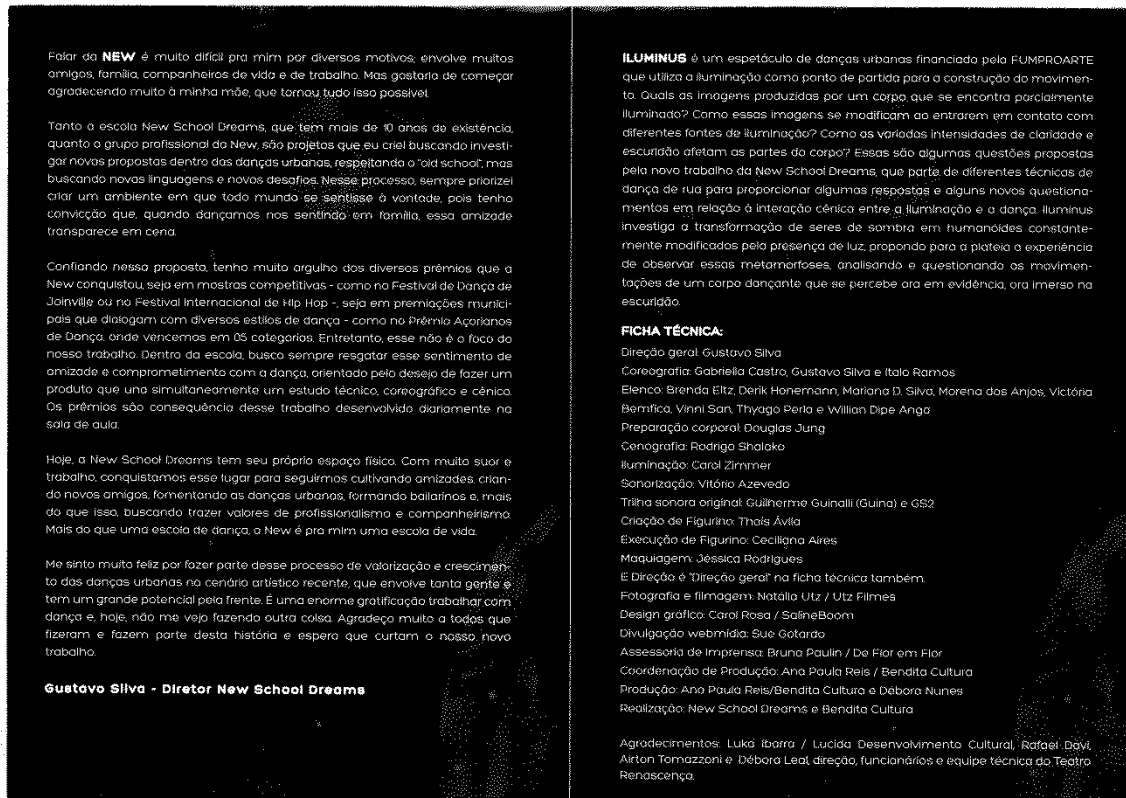 Falar da NEW é muito difícil pra mim por diversos motivos; envolve muitos
amigos, família, companheiros de vida e de trabalho. Mas gostaria de começar
agradecendo muito à minha mãe, que tornou tudo isso possível.
Tanto a escola New School Dreams, que tem mais de 10 anos de existência,
quanto o grupo profissional da New, são projetos que eu criei buscando investi-
gar novas propostas dentro das danças urbanas, respeitando o "old school", mas
buscando novas linguagens e novos desafios. Nesse processo, sempre priorizei
criar um ambiente em que todo mundo se sentisse à vontade, pois tenho
convicção que, quando dançamos nos sentindo em família, essa amizade
transparece em cena.
Confiando nessa proposta, tenho muito orgulho dos diversos prêmios que a
New conquistou, seja em mostras competitivas - como no Festival de Dança de
Joinville ou no Festival Internacional de Hip Hop -, seja em premiações munici-
pais que dialogam com diversos estilos de dança - como no Prêmio Açorianos
de Dança, onde vencemos em 05 categorias. Entretanto, esse não é o foco do
nosso trabalho. Dentro da escola, busco sempre resgatar esse sentimento de
amizade e comprometimento com a dança, orientado pelo desejo de fazer um
produto que una simultaneamente um estudo técnico, coreográfico e cênico.
Os prêmios são consequência desse trabalho desenvolvido diariamente na
sala de aula.
Hoje, a New School Dreams tem seu próprio espaço físico. Com muito suor e
trabalho, conquistamos esse lugar para seguirmos cultivando amizades, crian-
do novos amigos, fomentando as danças urbanas, formando bailarinos e, mais
do que isso, buscando trazer valores de profissionalismo e companheirismo.
Mais do que uma escola de dança, a New é pra mim uma escola de vida.
Me sinto muito feliz por fazer parte desse processo de valorização e crescimen-
to das danças urbanas no cenário artístico recente, que envolve tanta gente e
tem um grande potencial pela frente. É uma enorme gratificação trabalhar com
dança e, hoje, não me vejo fazendo outra coisa. Agradeço muito a todos que
fizeram e fazem parte desta história e espero que curtam o nosso novo
trabalho.
Gustavo Silva - Diretor New School Dreams
ILUMINUS é um espetáculo de danças urbanas financiado pelo FUMPROARTE
que utiliza a iluminação como ponto de partida para a construção do movimen-
to. Quais as imagens produzidas por um corpo que se encontra parcialmente
iluminado? Como essas imagens se modificam ao entrarem em contato com
diferentes fontes de iluminação? Como as variadas intensidades de claridade e
escuridão afetam as partes do corpo? Essas são algumas questões propostas
pela novo trabalho da New School Dreams, que parte de diferentes técnicas de
dança de rua para proporcionar algumas respostas e alguns novos questiona-
mentos em relação à interação cênica entre a iluminação e a dança. Iluminus
investiga a transformação de seres de sombra em humanóides constante-
mente modificados pela presença de luz, propondo para a plateia a experiência
de observar essas metamorfoses, analisando e questionando as movimen-
tações de um corpo dançante que se percebe ora em evidência, ora imerso na
escuridão.
FICHA TÉCNICA:
Direção geral: Gustavo Silva
Coreografia: Gabriella Castro, Gustavo Silva e Italo Ramos
Elenco: Brenda Eltz, Derik Honemann, Mariana D. Silva, Morena dos Anjos, Victória
Bemfica, Vinni San, Thyago Perla e Willian Dipe Anga
Preparação corporal: Douglas Jung
Cenografia: Rodrigo Shalako
Iluminação: Carol Zimmer
Sonorização: Vitório Azevedo
Trilha sonora original: Guilherme Guinalli (Guina) e GS2
Criação de Figurino: Thaís Ávila
Execução de Figurino: Ceciliana Aires
Maquiagem: Jéssica Rodrigues
E Direção é "Direção geral" na ficha técnica também.
Fotografia e filmagem: Natália Utz / Utz Filmes
Design gráfico: Carol Rosa / SalineBoom
Divulgação webmídia: Sue Gotardo
Assessoria de Imprensa: Bruna Paulin / De Flor em Flor
Coordenação de Produção: Ana Paula Reis / Bendita Cultura
Produção: Ana Paula Reis/Bendita Cultura e Débora Nunes
Realização: New School Dreams e Bendita Cultura
Agradecimentos: Luka Ibarra / Lucida Desenvolvimento Cultural, Rafael Davi,
Airton Tomazzoni e Débora Leal, direção, funcionários e equipe técnica do Teatro
Renascença.